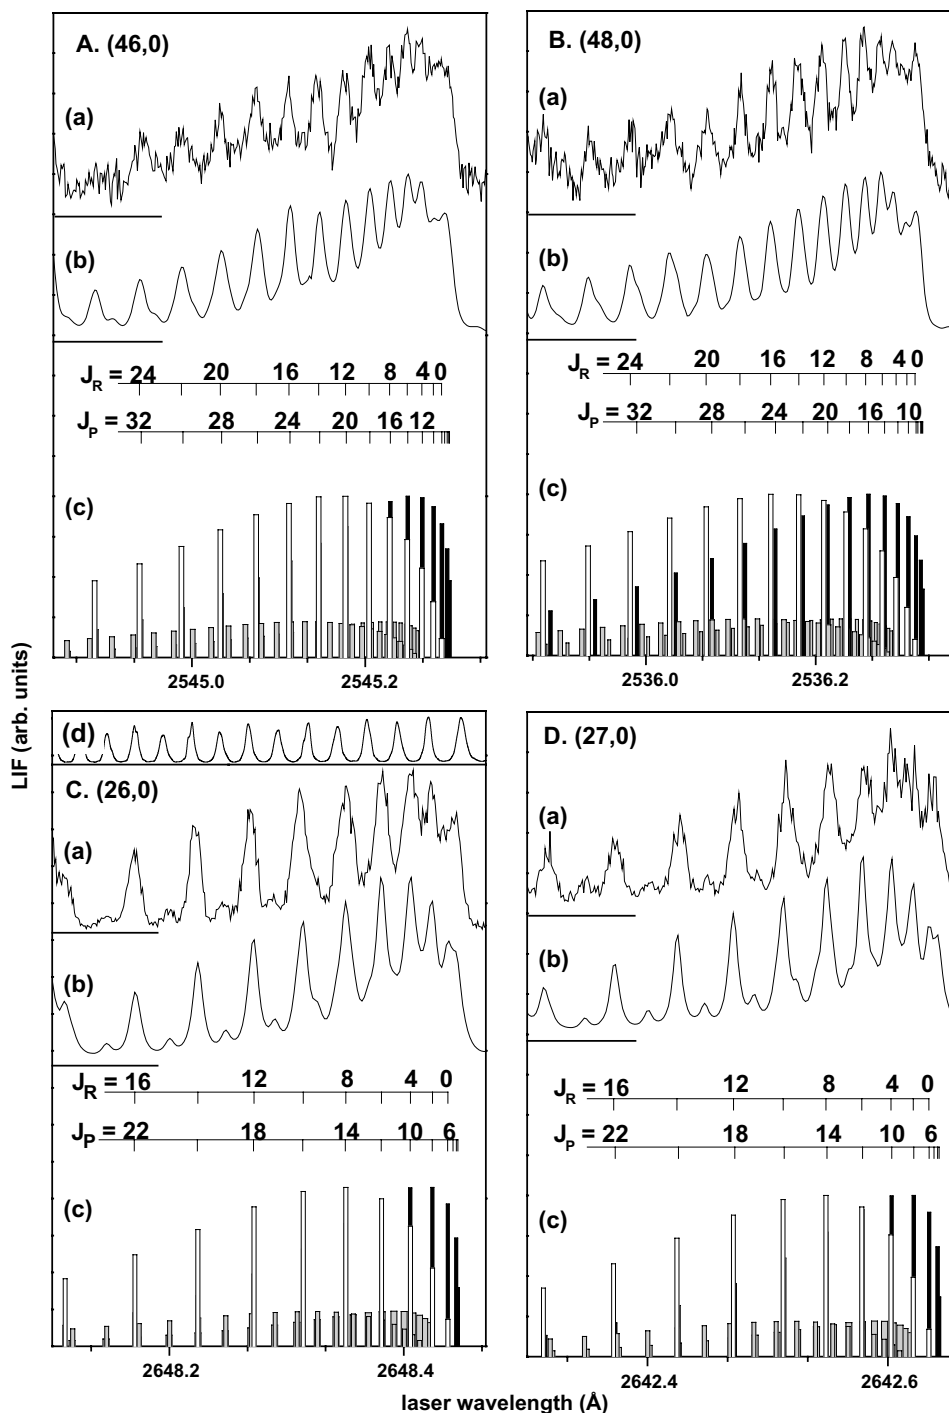 A. (46,0)
(a)
(b)
J_R = 24 20 16 12 8 4 0
J_P = 32 28 24 20 16 12
(c)
2545.0 2545.2
B. (48,0)
(a)
(b)
J_R = 24 20 16 12 8 4 0
J_P = 32 28 24 20 16 10
(c)
2536.0 2536.2
LIF (arb. units)
(d)
C. (26,0)
(a)
(b)
J_R = 16 12 8 4 0
J_P = 22 18 14 10 6
(c)
2648.2 2648.4
D. (27,0)
(a)
(b)
J_R = 16 12 8 4 0
J_P = 22 18 14 10 6
(c)
2642.4 2642.6
laser wavelength (Å)